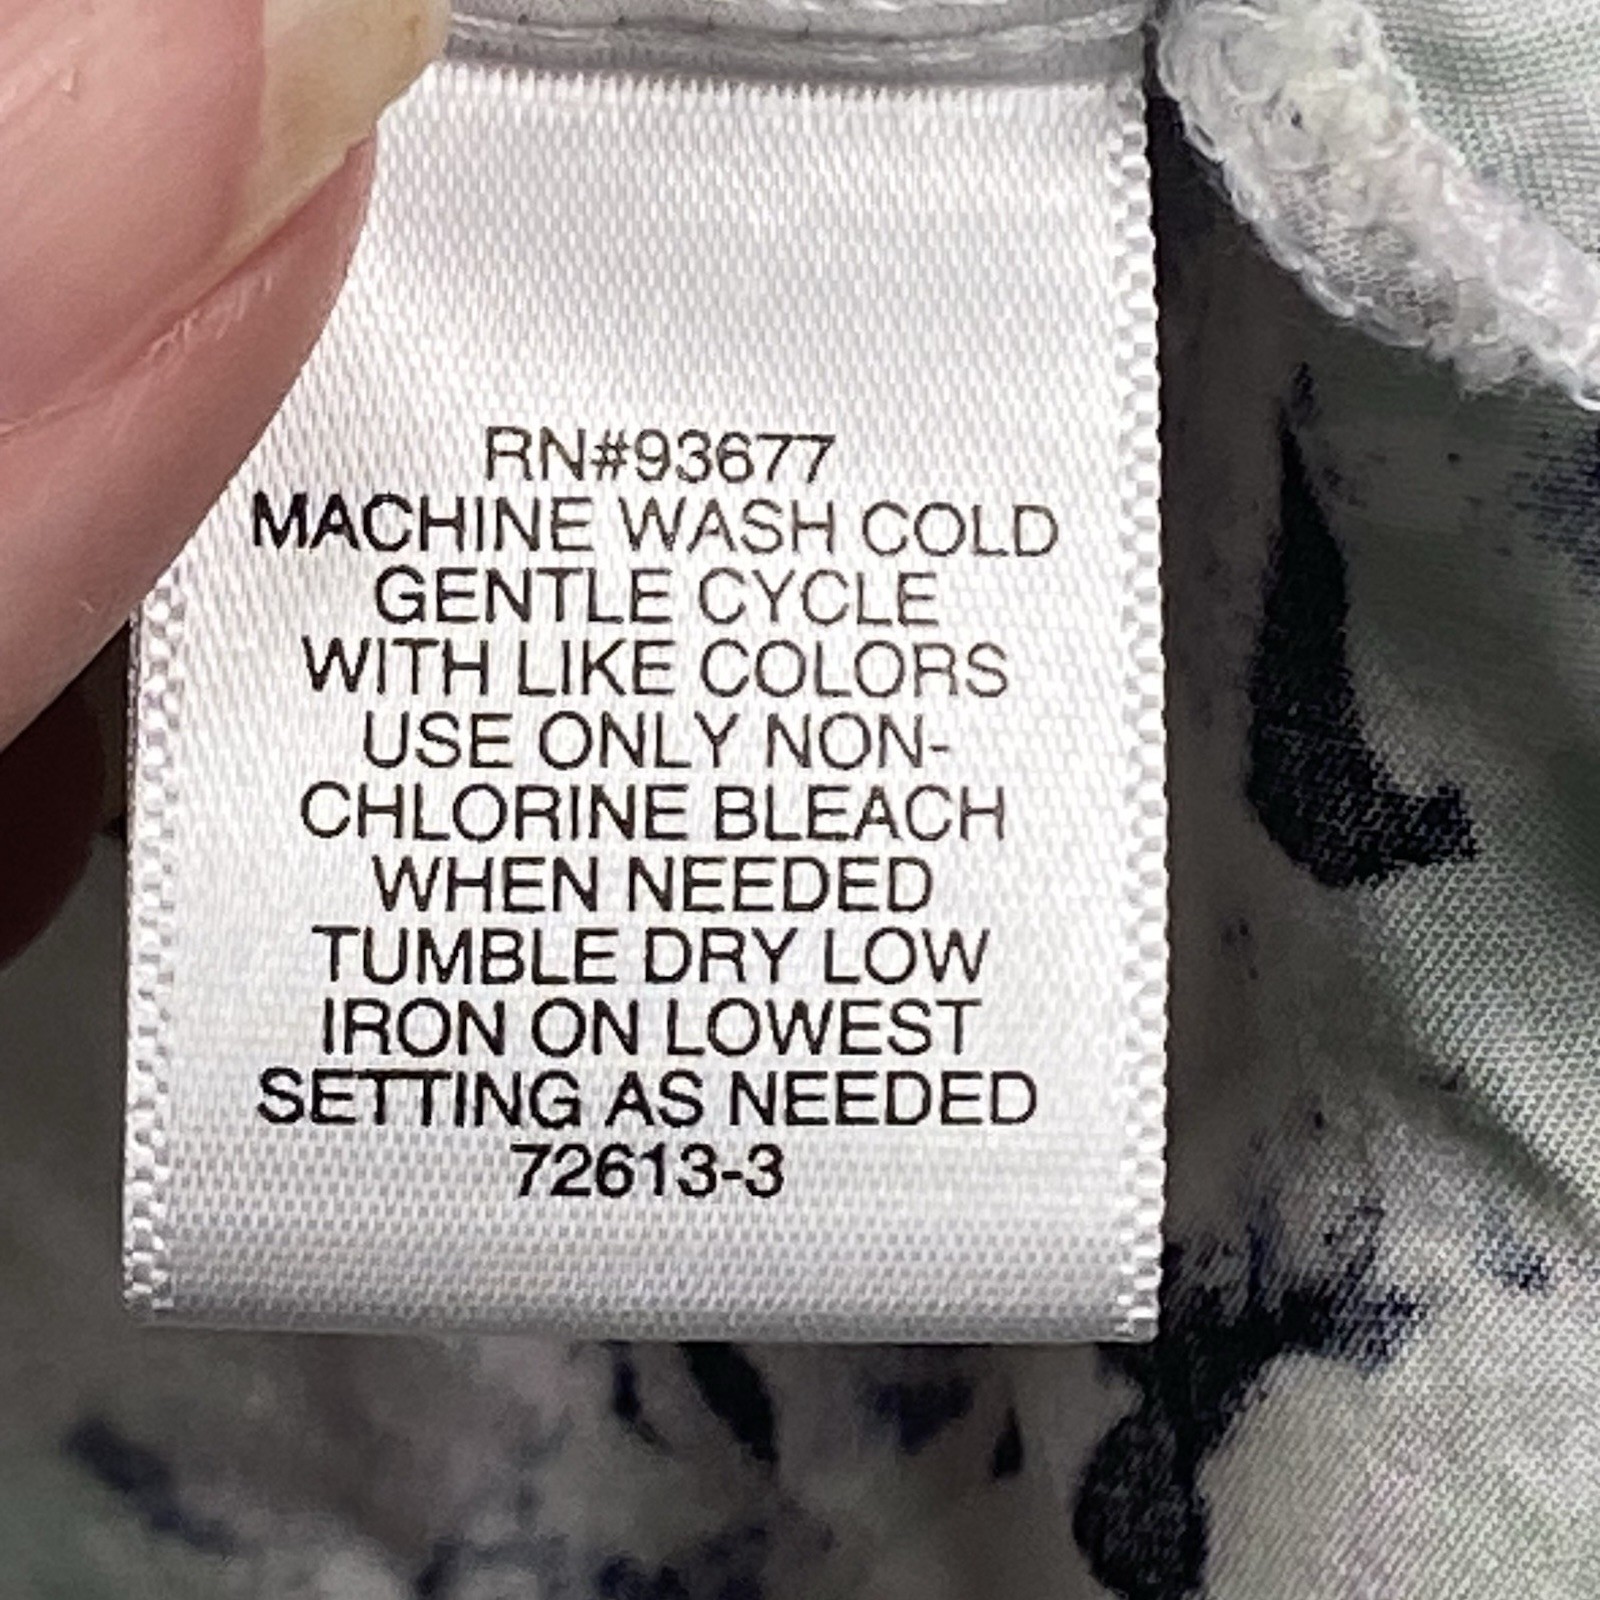 RN#93677
MACHINE WASH COLD
GENTLE CYCLE
WITH LIKE COLORS
USE ONLY NON-
CHLORINE BLEACH
WHEN NEEDED
TUMBLE DRY LOW
IRON ON LOWEST
SETTING AS NEEDED
72613-3